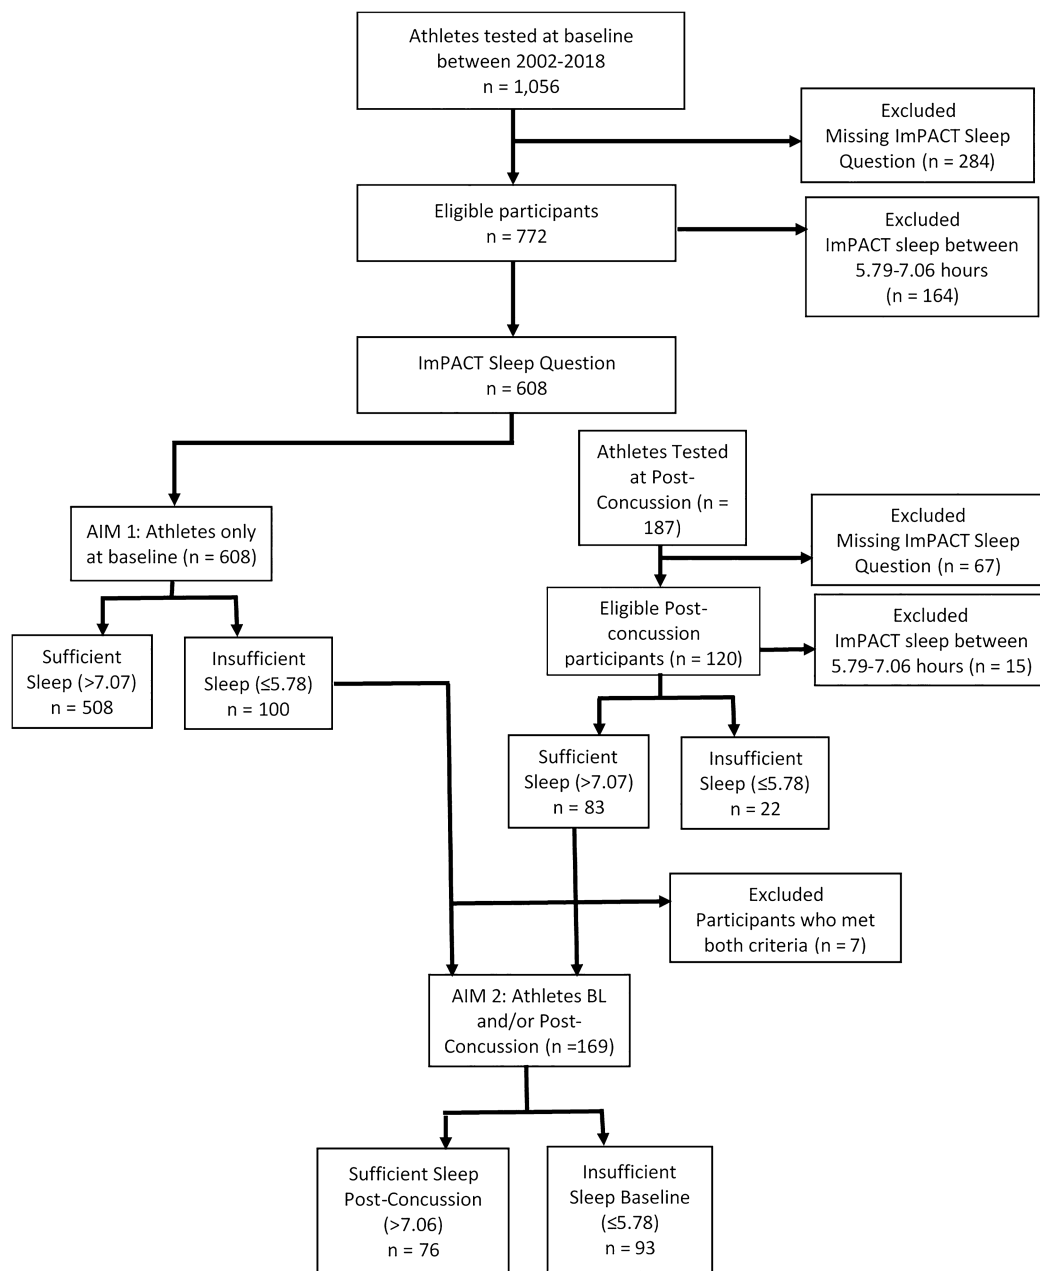 Athletes tested at baseline
between 2002-2018
n = 1,056
Excluded
Missing ImPACT Sleep
Question (n = 284)
Eligible participants
n = 772
Excluded
ImPACT sleep between
5.79-7.06 hours
(n = 164)
ImPACT Sleep Question
n = 608
Athletes Tested
at Post-
Concussion (n =
187)
AIM 1: Athletes only
at baseline (n = 608)
Excluded
Missing ImPACT Sleep
Question (n = 67)
Eligible Post-
concussion
participants (n = 120)
Excluded
ImPACT sleep between
5.79-7.06 hours (n = 15)
Sufficient
Sleep (>7.07)
n = 508
Insufficient
Sleep (≤5.78)
n = 100
Sufficient
Sleep (>7.07)
n = 83
Insufficient
Sleep (≤5.78)
n = 22
Excluded
Participants who met
both criteria (n = 7)
AIM 2: Athletes BL
and/or Post-
Concussion (n =169)
Sufficient Sleep
Post-Concussion
(>7.06)
n = 76
Insufficient
Sleep Baseline
(≤5.78)
n = 93